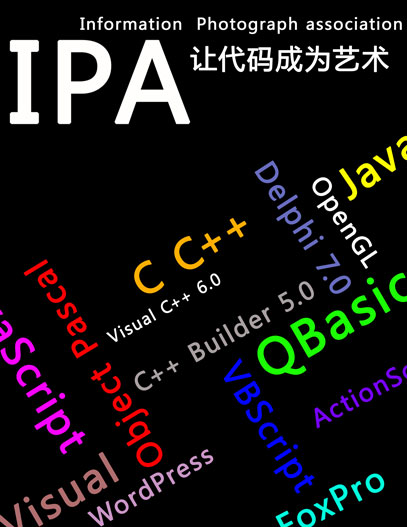 Information Photograph association
IPA
让代码成为艺术
Java
Delphi 7.0
OpenGL
C C++
Visual C++ 6.0
Object Pascal
C++ Builder 5.0
QBasic
aScript
VBScript
ActionSc
Visual
WordPress
FoxPro